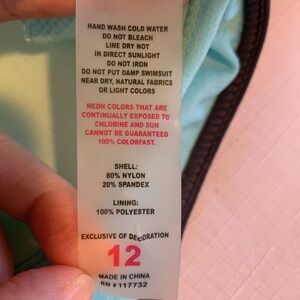 HAND WASH COLD WATER
DO NOT BLEACH
LINE DRY NOT
IN DIRECT SUNLIGHT
DO NOT IRON
DO NOT PUT DAMP SWIMSUIT
NEAR DRY, NATURAL FABRICS
OR LIGHT COLORS
NEON COLORS THAT ARE
CONTINUALLY EXPOSED TO
CHLORINE AND SUN
CANNOT BE GUARANTEED
100% COLORFAST.
SHELL:
80% NYLON
20% SPANDEX
LINING:
100% POLYESTER
EXCLUSIVE OF DECORATION
12
MADE IN CHINA
RN #117732